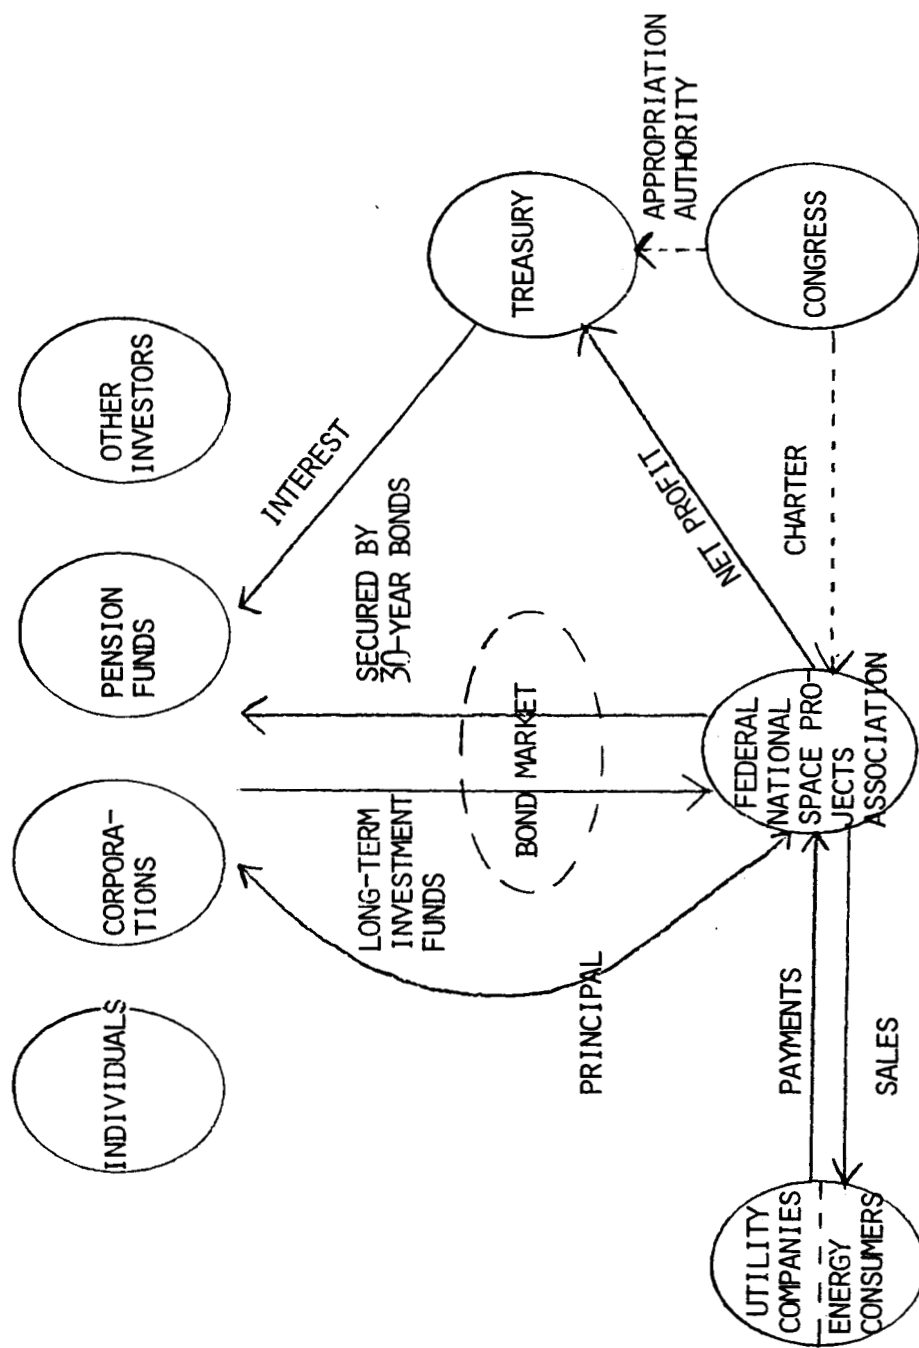 INDIVIDUALS
CORPORA-
TIONS
PENSION
FUNDS
OTHER
INVESTORS
INTEREST
LONG-TERM
INVESTMENT
FUNDS
SECURED BY
30-YEAR BONDS
PRINCIPAL
BOND MARKET
TREASURY
NET PROFIT
APPROPRIATION
AUTHORITY
UTILITY
COMPANIES
ENERGY
CONSUMERS
PAYMENTS
SALES
FEDERAL
NATIONAL
SPACE PRO-
JECTS
ASSOCIATION
CHARTER
CONGRESS